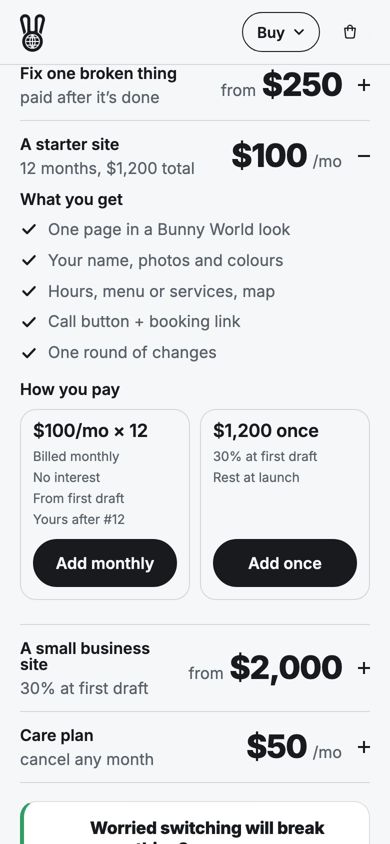 Buy
Fix one broken thing
paid after it's done
from $250 +
A starter site
12 months, $1,200 total
$100 /mo −
What you get
One page in a Bunny World look
Your name, photos and colours
Hours, menu or services, map
Call button + booking link
One round of changes
How you pay
$100/mo × 12
Billed monthly
No interest
From first draft
Yours after #12
Add monthly
$1,200 once
30% at first draft
Rest at launch
Add once
A small business
site
30% at first draft
from $2,000 +
Care plan
cancel any month
$50 /mo +
Worried switching will break